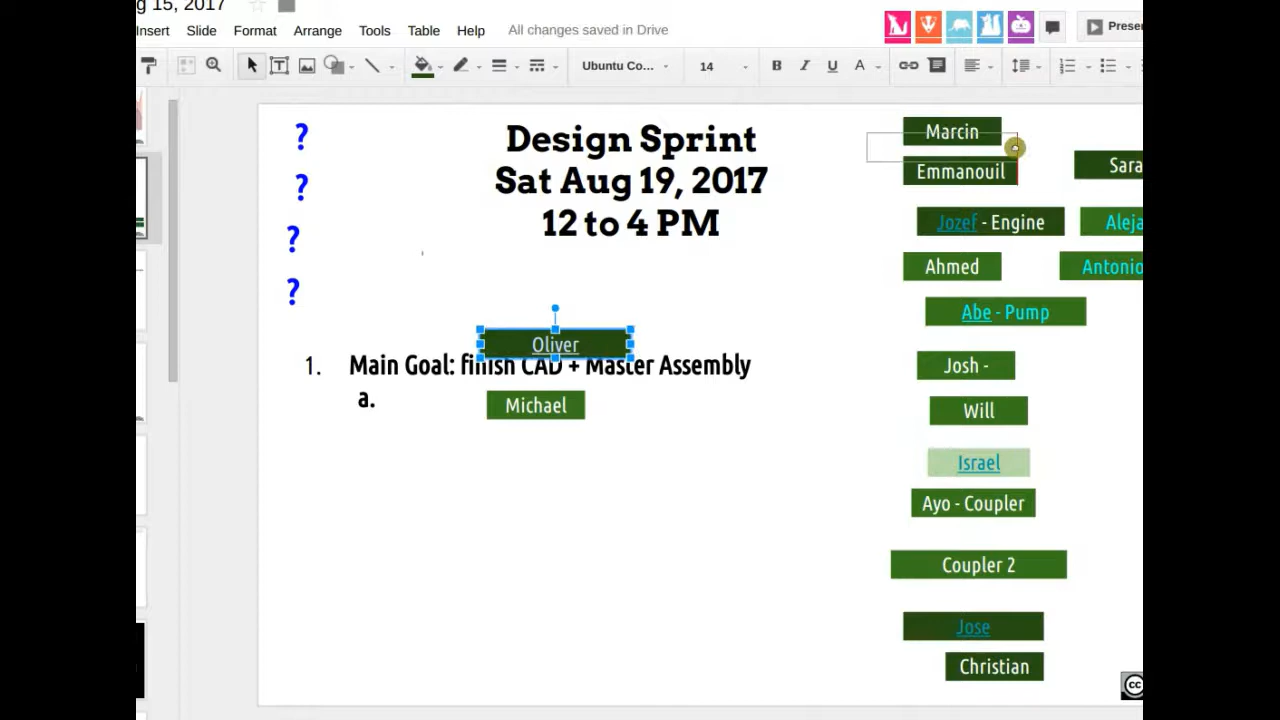 g 15, 2017
Insert Slide Format Arrange Tools Table Help All changes saved in Drive
Prese
Ubuntu Co... 14 B I U A
?
?
?
?
Design Sprint
Sat Aug 19, 2017
12 to 4 PM
Oliver
1. Main Goal: finish CAD + Master Assembly
a.
Michael
Marcin
Emmanouil
Sara
Jozef - Engine
Aleja
Ahmed
Antonio
Abe - Pump
Josh -
Will
Israel
Ayo - Coupler
Coupler 2
Jose
Christian
cc